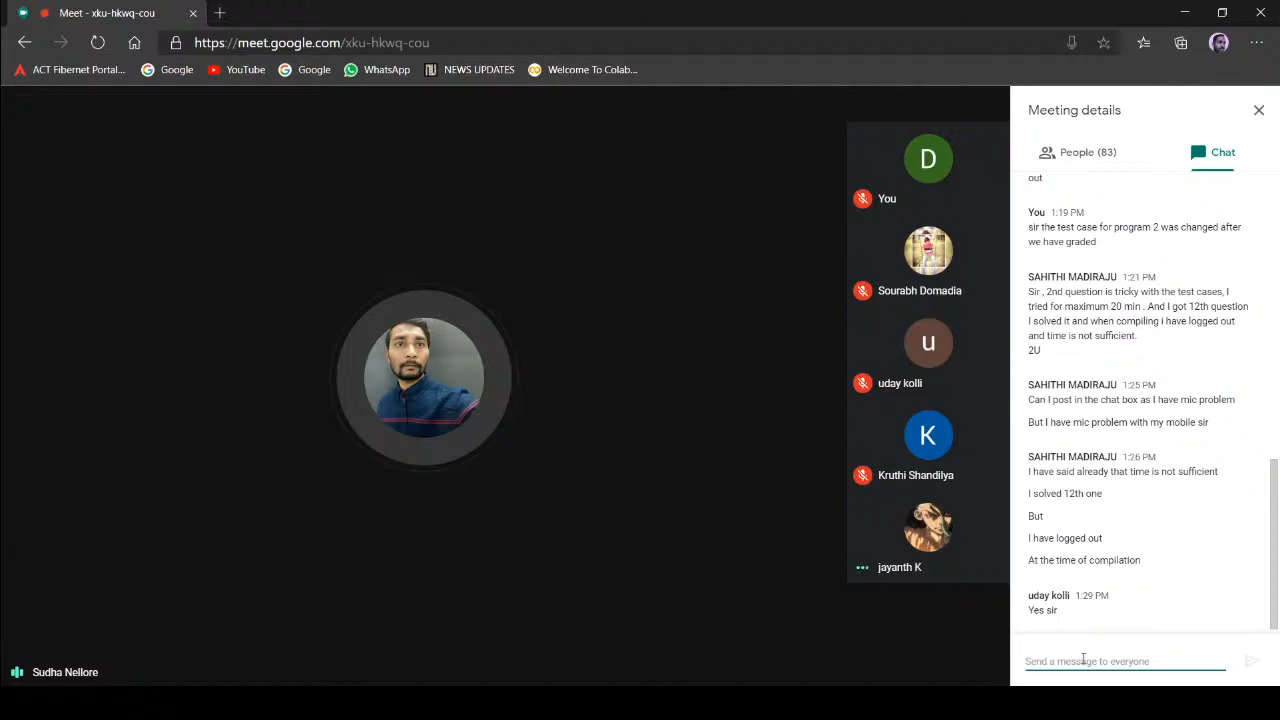 Meet - xku-hkwq-cou
https://meet.google.com/xku-hkwq-cou
ACT Fibernet Portal... Google YouTube Google WhatsApp NEWS UPDATES Welcome To Colab...
Meeting details
People (83) Chat
out
You 1:19 PM
sir the test case for program 2 was changed after
we have graded
SAHITHI MADIRAJU 1:21 PM
Sir , 2nd question is tricky with the test cases, I
tried for maximum 20 min . And I got 12th question
I solved it and when compiling i have logged out
and time is not sufficient.
2U
SAHITHI MADIRAJU 1:25 PM
Can I post in the chat box as I have mic problem
But I have mic problem with my mobile sir
SAHITHI MADIRAJU 1:26 PM
I have said already that time is not sufficient
I solved 12th one
But
I have logged out
At the time of compilation
uday kolli 1:29 PM
Yes sir
Send a message to everyone
D
You
Sourabh Domadia
u
uday kolli
K
Kruthi Shandilya
jayanth K
Sudha Nellore